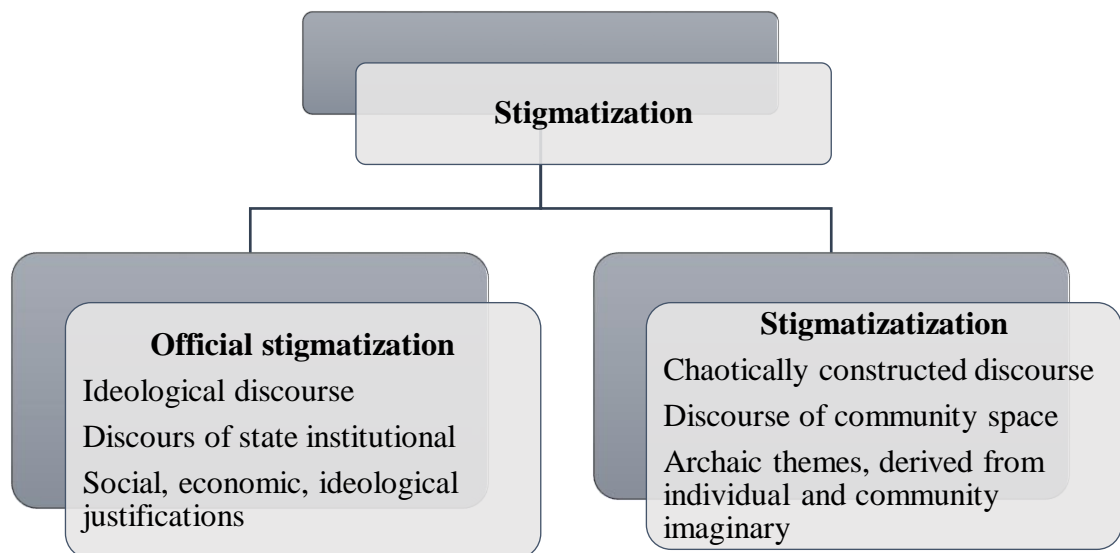 Stigmatization
Official stigmatization
Ideological discourse
Discours of state institutional
Social, economic, ideological
justifications
Stigmatizatization
Chaotically constructed discourse
Discourse of community space
Archaic themes, derived from
individual and community
imaginary